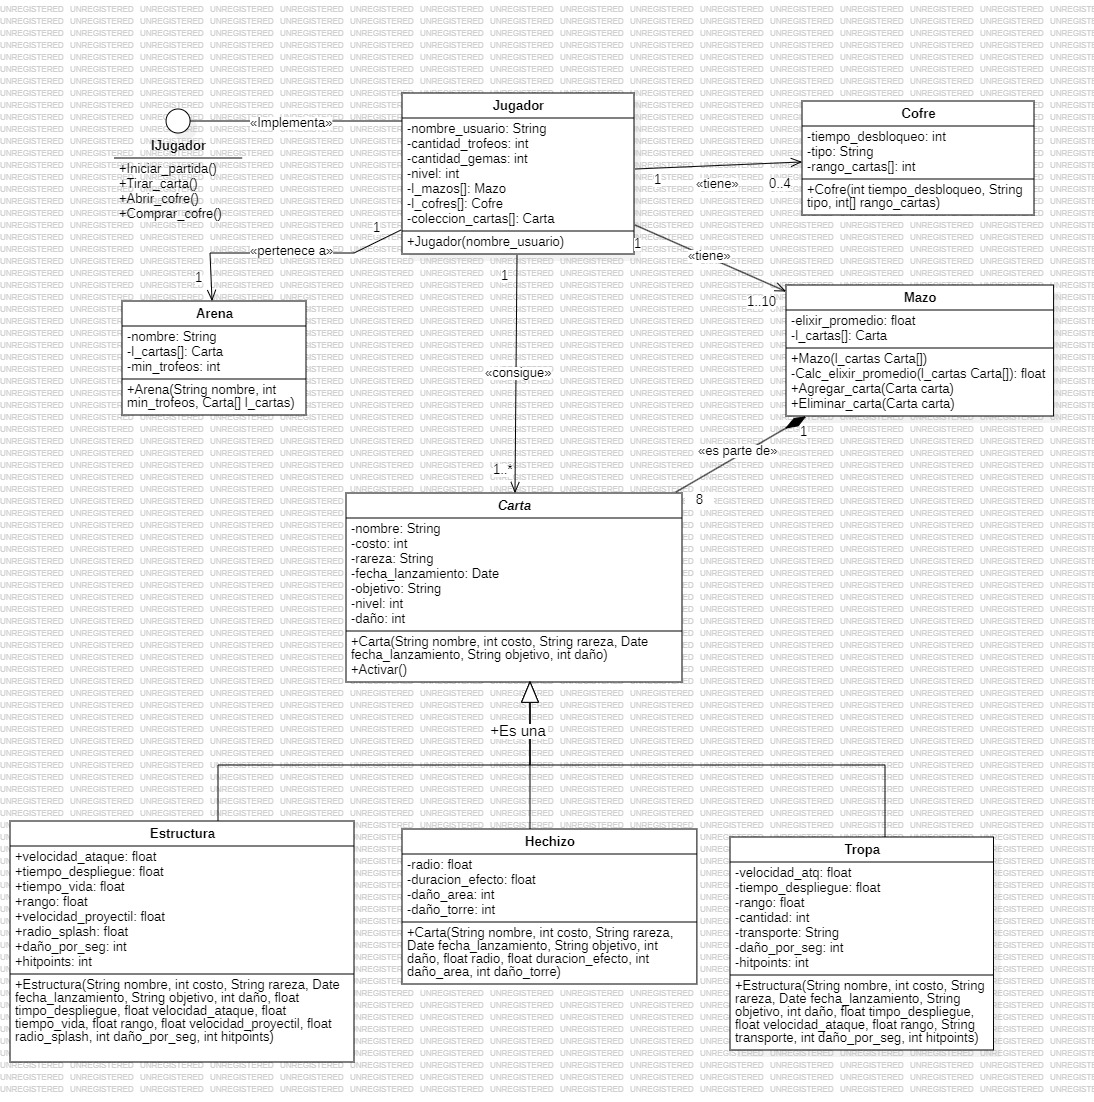 Jugador
-nombre_usuario: String
-cantidad_trofeos: int
-cantidad_gemas: int
-nivel: int
-l_mazos[]: Mazo
-l_cofres[]: Cofre
-coleccion_cartas[]: Carta
+Jugador(nombre_usuario)
«Implementa»
IJugador
+Iniciar_partida()
+Tirar_carta()
+Abrir_cofre()
+Comprar_cofre()
Cofre
-tiempo_desbloqueo: int
-tipo: String
-rango_cartas[]: int
+Cofre(int tiempo_desbloqueo, String
tipo, int[] rango_cartas)
1
«tiene»
0..4
1
«pertenece a»
1
1
«tiene»
1..10
Arena
-nombre: String
-l_cartas[]: Carta
-min_trofeos: int
+Arena(String nombre, int
min_trofeos, Carta[] l_cartas)
1
«consigue»
1..*
Mazo
-elixir_promedio: float
-l_cartas[]: Carta
+Mazo(l_cartas Carta[])
-Calc_elixir_promedio(l_cartas Carta[]): float
+Agregar_carta(Carta carta)
+Eliminar_carta(Carta carta)
1
«es parte de»
8
Carta
-nombre: String
-costo: int
-rareza: String
-fecha_lanzamiento: Date
-objetivo: String
-nivel: int
-daño: int
+Carta(String nombre, int costo, String rareza, Date
fecha_lanzamiento, String objetivo, int daño)
+Activar()
+Es una
Estructura
+velocidad_ataque: float
+tiempo_despliegue: float
+tiempo_vida: float
+rango: float
+velocidad_proyectil: float
+radio_splash: float
+daño_por_seg: int
+hitpoints: int
+Estructura(String nombre, int costo, String rareza, Date
fecha_lanzamiento, String objetivo, int daño, float
timpo_despliegue, float velocidad_ataque, float
tiempo_vida, float rango, float velocidad_proyectil, float
radio_splash, int daño_por_seg, int hitpoints)
Hechizo
-radio: float
-duracion_efecto: float
-daño_area: int
-daño_torre: int
+Carta(String nombre, int costo, String rareza,
Date fecha_lanzamiento, String objetivo, int
daño, float radio, float duracion_efecto, int
daño_area, int daño_torre)
Tropa
-velocidad_atq: float
-tiempo_despliegue: float
-rango: float
-cantidad: int
-transporte: String
-daño_por_seg: int
-hitpoints: int
+Estructura(String nombre, int costo, String
rareza, Date fecha_lanzamiento, String
objetivo, int daño, float timpo_despliegue,
float velocidad_ataque, float rango, String
transporte, int daño_por_seg, int hitpoints)
UNREGISTERED